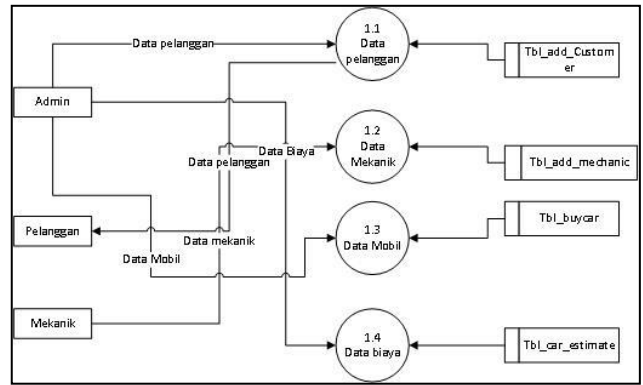 1.1
Data
pelanggan
Data pelanggan
Tbl_add_Custom
er
Admin
1.2
Data
Mekanik
Data Biaya
Data pelanggan
Tbl_add_mechanic
Pelanggan
1.3
Data Mobil
Tbl_buycar
Data mekanik
Data Mobil
Mekanik
1.4
Data biaya
Tbl_car_estimate